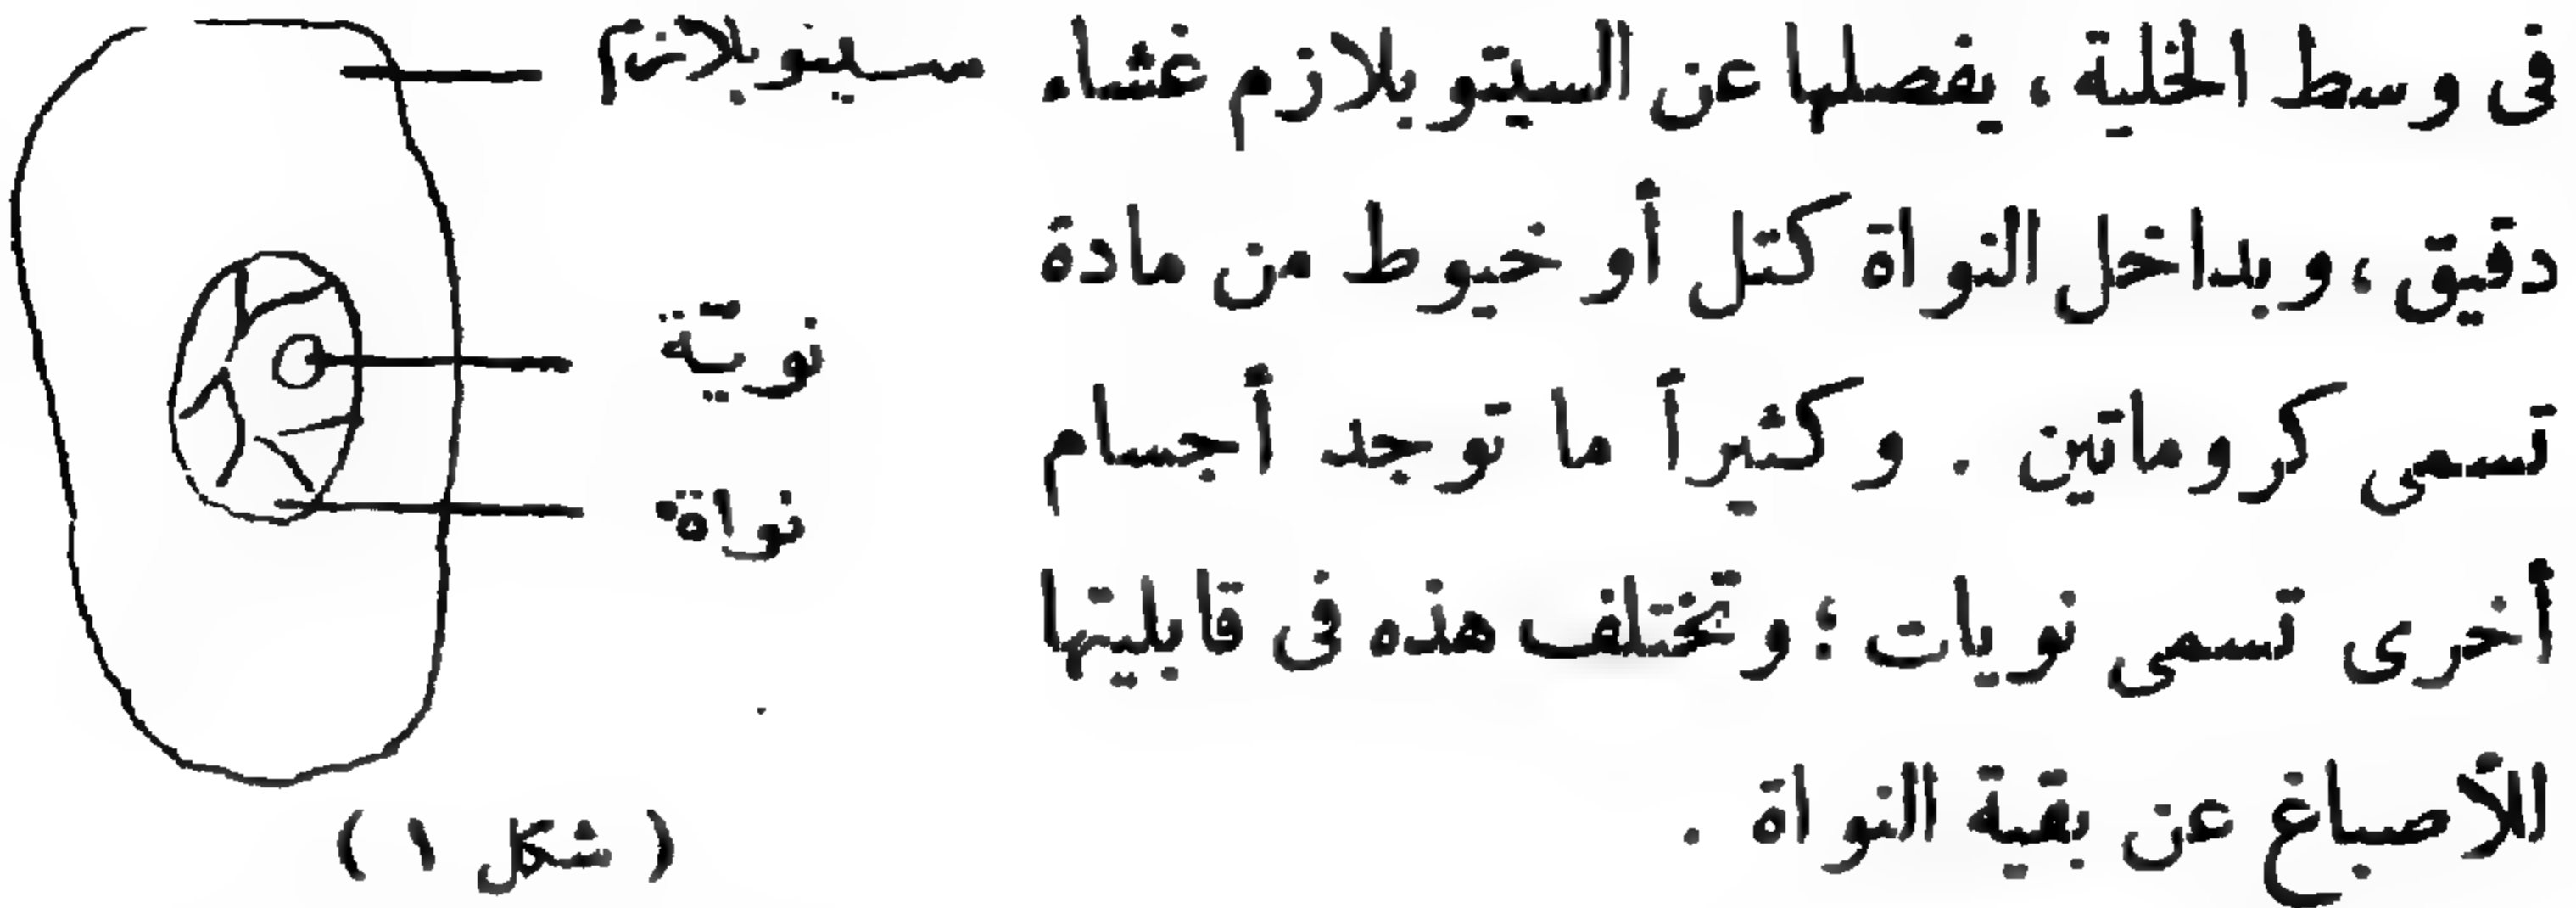 فى وسط الخلية ، يفصلها عن السيتوبلازم غشاء
دقيق ، وبداخل النواة كتل أو خيوط من مادة
تسمى كروماتين . وكثيراً ما توجد أجسام
أخرى تسمى نويات ؛ وتختلف هذه فى قابليتها
للأصباغ عن بقية النواة .
سيتوبلازم
نويّة
نواة
( شكل ١ )